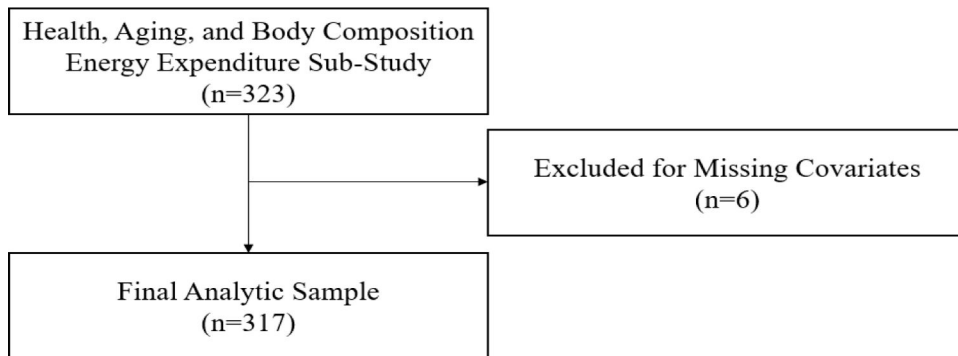 Health, Aging, and Body Composition
Energy Expenditure Sub-Study
(n=323)
Excluded for Missing Covariates
(n=6)
Final Analytic Sample
(n=317)